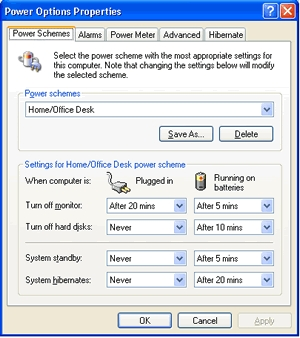 Power Options Properties
Power Schemes Alarms Power Meter Advanced Hibernate
Select the power scheme with the most appropriate settings for
this computer. Note that changing the settings below will modify
the selected scheme.
Power schemes
Home/Office Desk
Save As... Delete
Settings for Home/Office Desk power scheme
When computer is: Plugged in Running on
batteries
Turn off monitor: After 20 mins After 5 mins
Turn off hard disks: Never After 10 mins
System standby: Never After 5 mins
System hibernates: Never After 20 mins
OK Cancel Apply